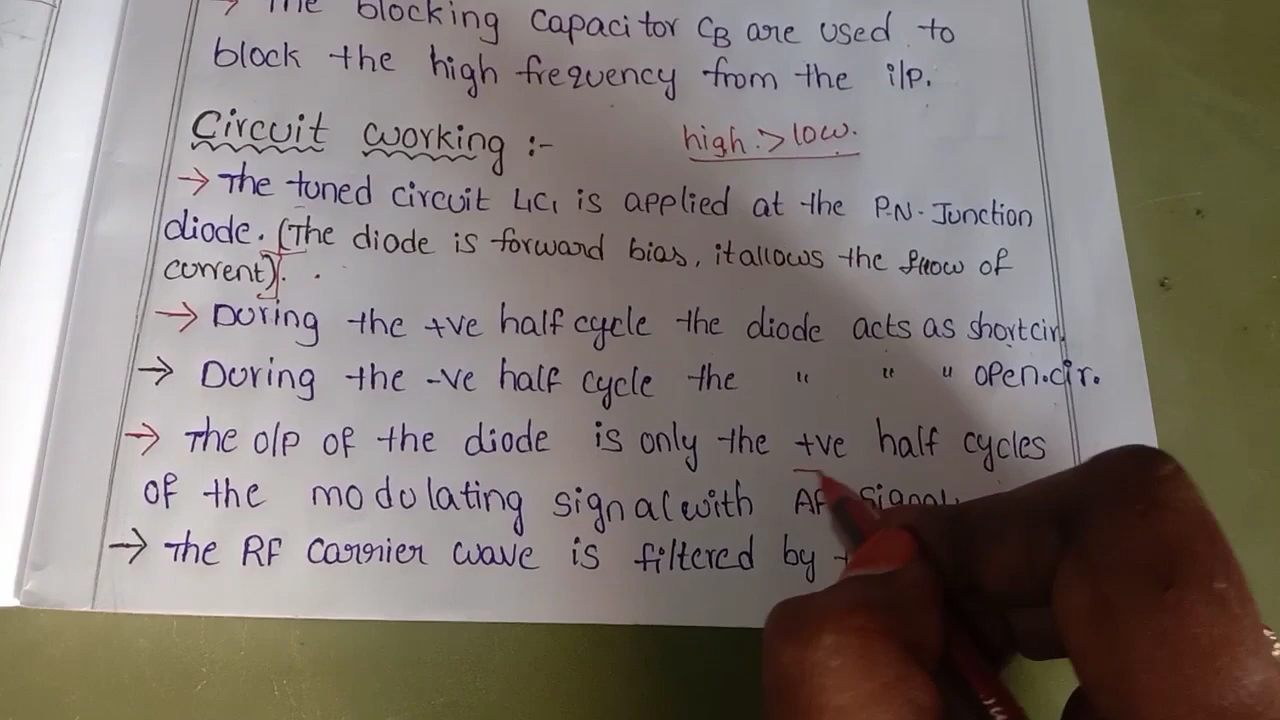 → The blocking capacitor CB are used to
block the high frequency from the i/p.
Circuit working :-
high > low.
→ The tuned circuit L1C1 is applied at the P-N-Junction
diode. (The diode is forward bias, it allows the flow of
current).
→ During the +ve half cycle the diode acts as short cir
→ During the -ve half cycle the " " " open.cir.
→ The o/p of the diode is only the +ve half cycles
of the modulating signal with AF signal.
→ The RF carrier wave is filtered by